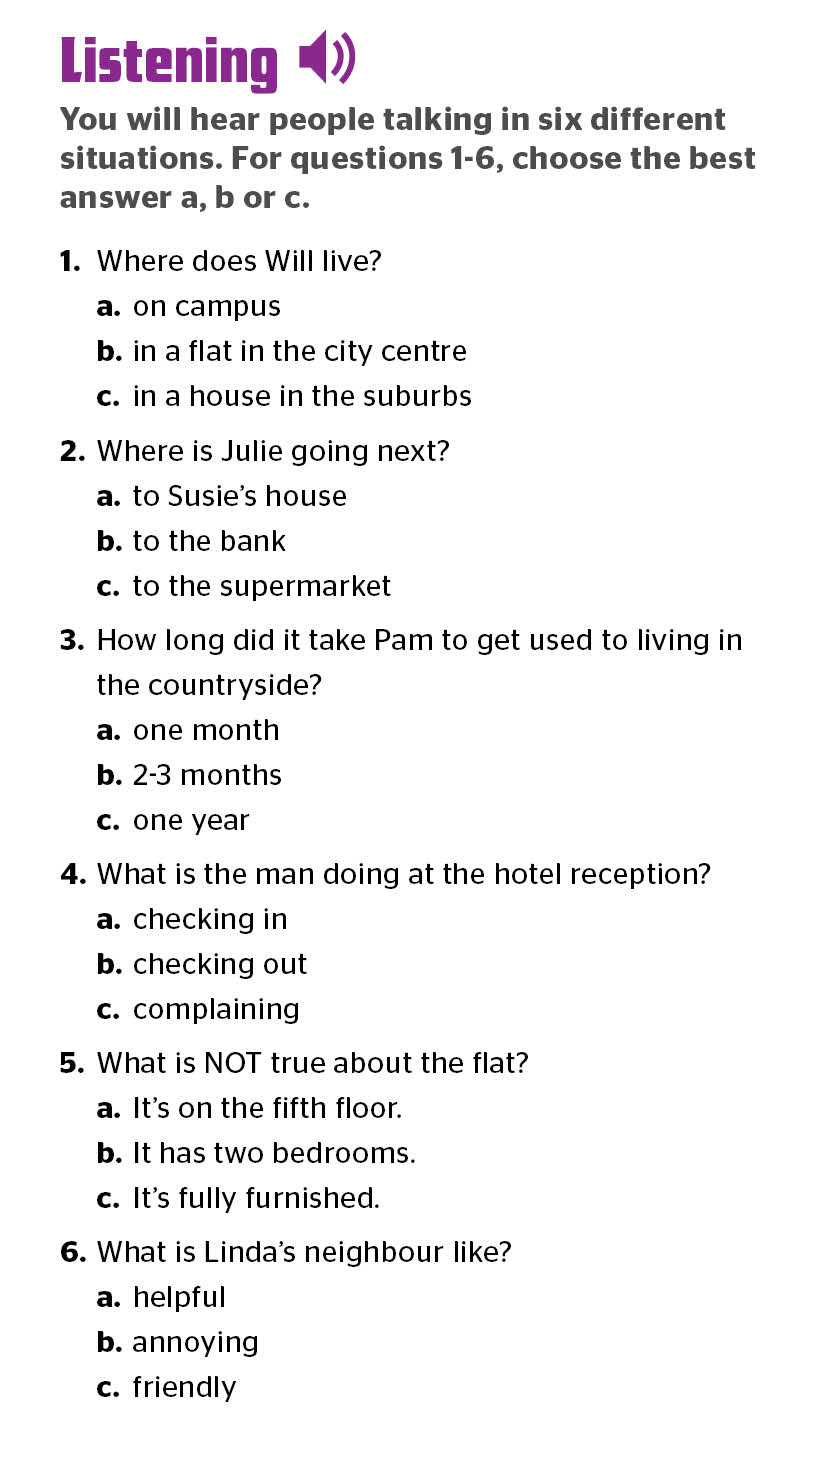 Listening
You will hear people talking in six different
situations. For questions 1-6, choose the best
answer a, b or c.
1. Where does Will live?
a. on campus
b. in a flat in the city centre
c. in a house in the suburbs
2. Where is Julie going next?
a. to Susie's house
b. to the bank
c. to the supermarket
3. How long did it take Pam to get used to living in
the countryside?
a. one month
b. 2-3 months
c. one year
4. What is the man doing at the hotel reception?
a. checking in
b. checking out
c. complaining
5. What is NOT true about the flat?
a. It's on the fifth floor.
b. It has two bedrooms.
c. It's fully furnished.
6. What is Linda's neighbour like?
a. helpful
b. annoying
c. friendly